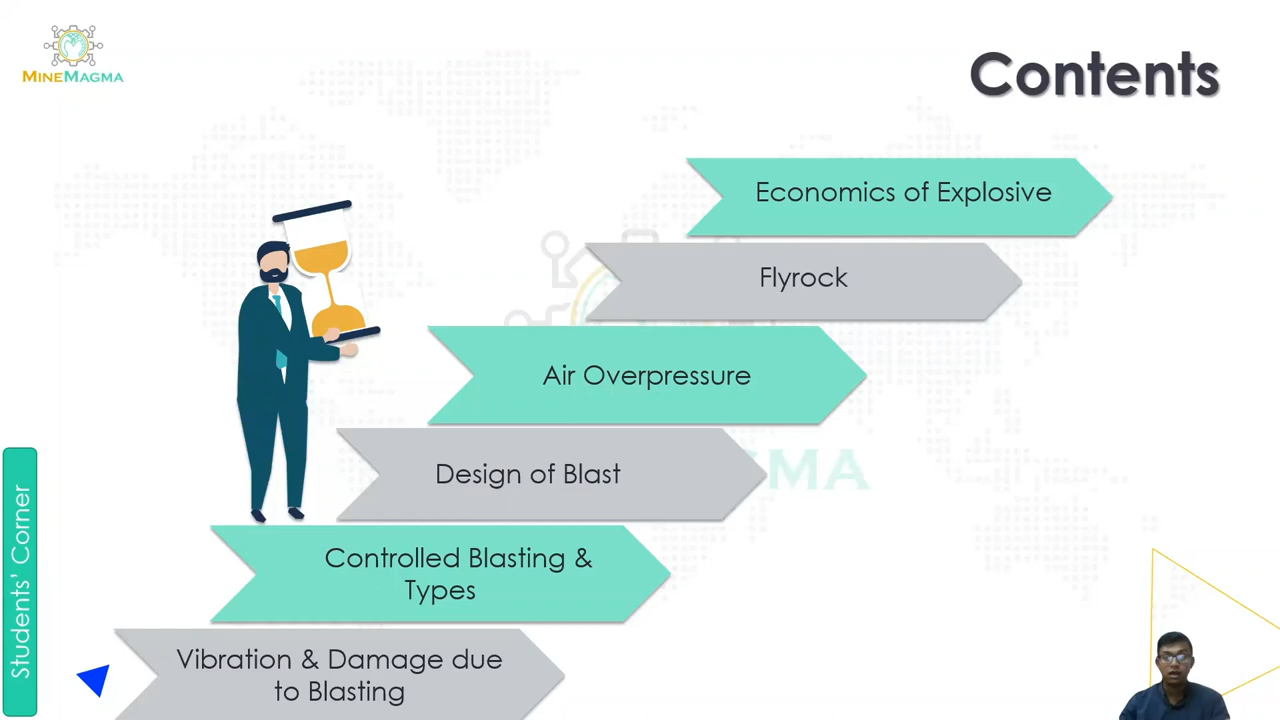 MINEMAGMA
Contents
Economics of Explosive
Flyrock
Air Overpressure
Design of Blast
GMA
Controlled Blasting &
Types
Vibration & Damage due
to Blasting
Students' Corner